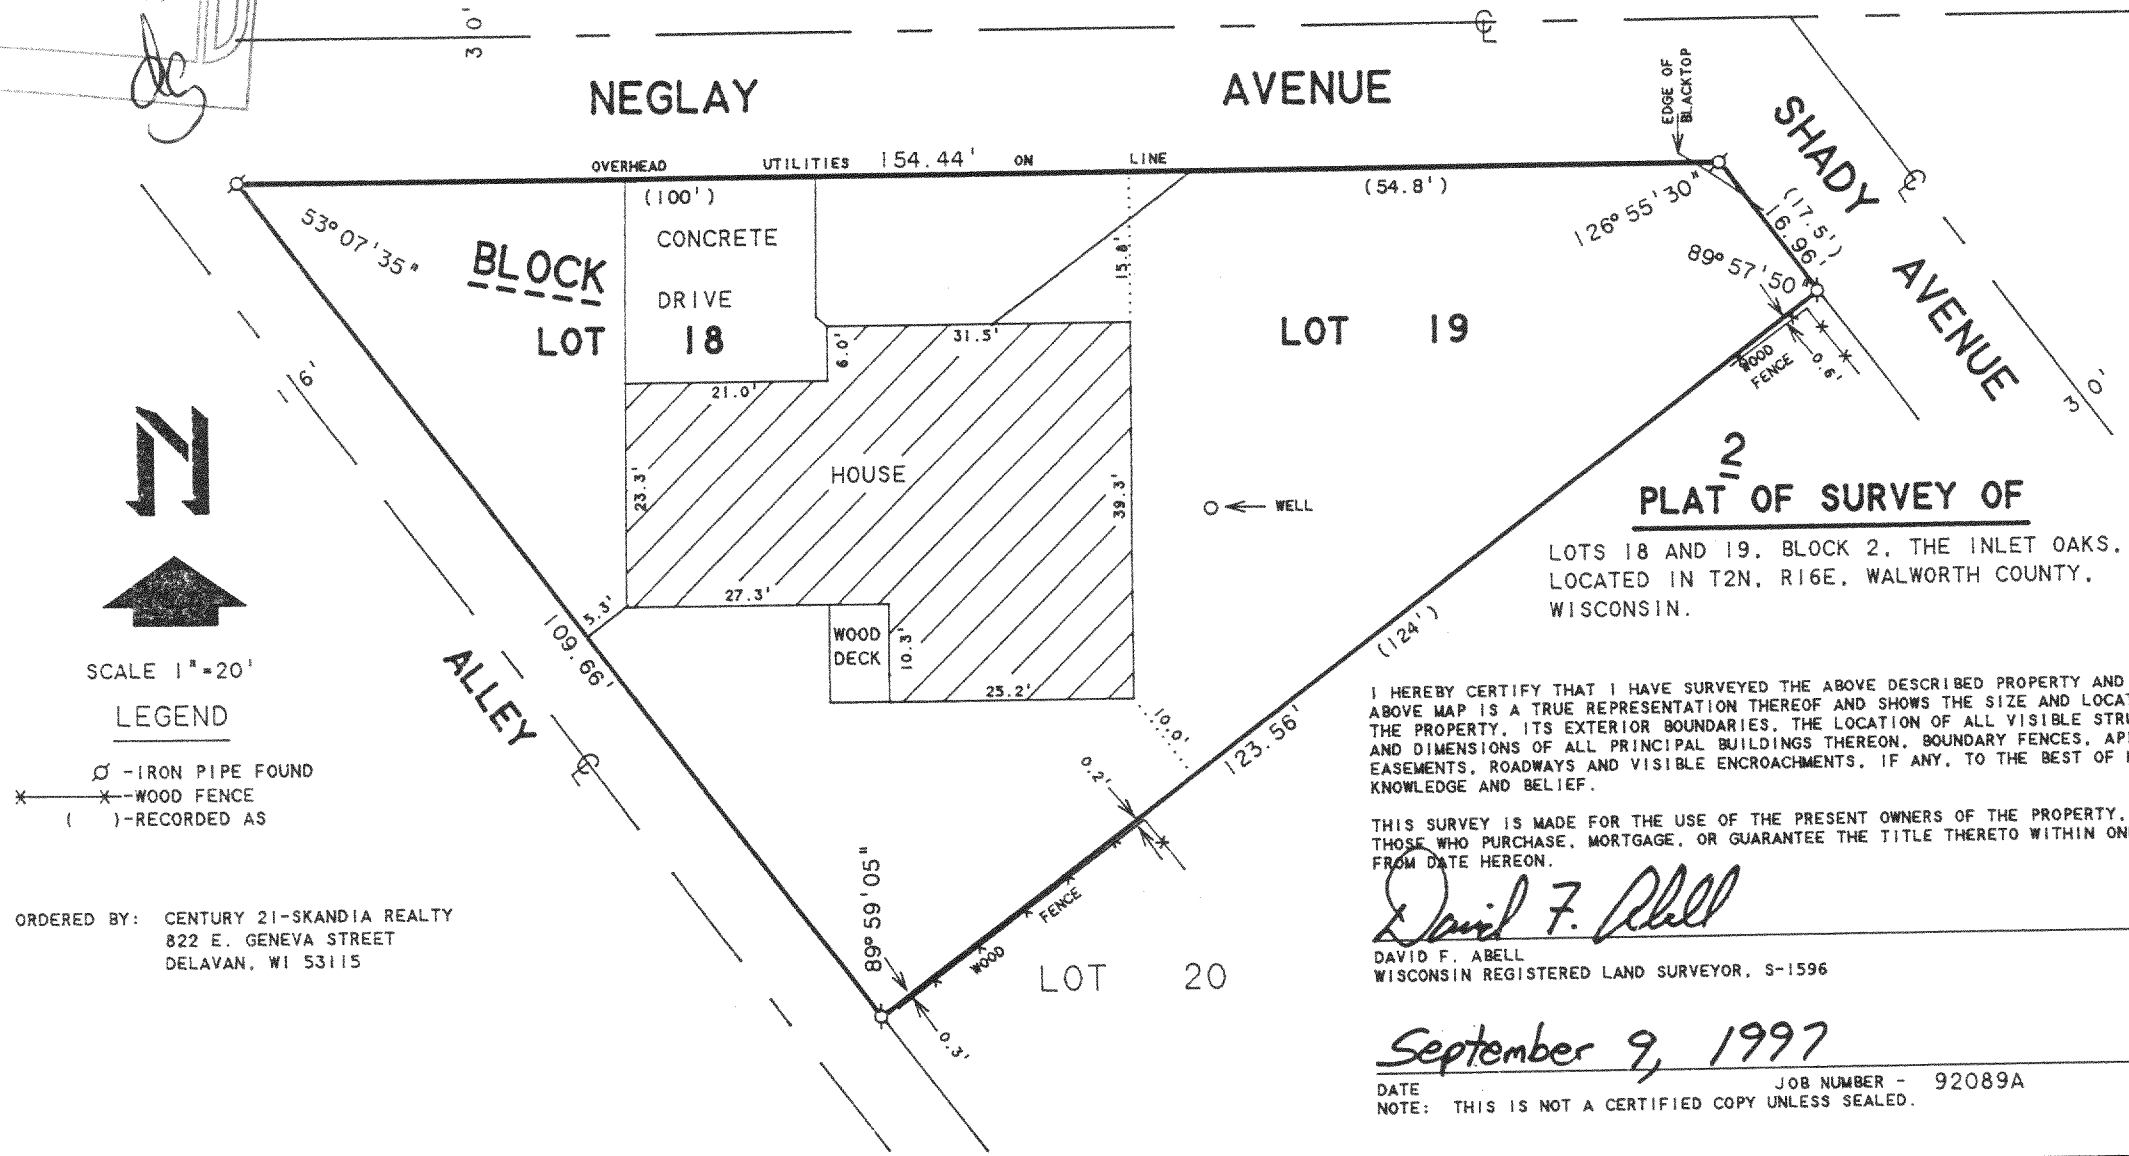 30'
NEGLAY AVENUE
EDGE OF
BLACKTOP
SHADY AVENUE
30'
OVERHEAD UTILITIES 154.44' ON LINE
(100')
(54.8')
53°07'35"
126°55'30"
(17.5')
16.96'
89°57'50"
BLOCK 2
LOT 18
CONCRETE
DRIVE
15.8'
LOT 19
6.0'
31.5'
21.0'
WOOD
FENCE
0.6'
16'
N
HOUSE
23.3'
39.3'
WELL
27.3'
5.3'
109.66'
ALLEY
WOOD
DECK
10.3'
25.2'
10.0'
(124')
123.56'
0.2'
WOOD FENCE
89°59'05"
0.3'
LOT 20
SCALE 1"=20'
LEGEND
-IRON PIPE FOUND
X X-WOOD FENCE
( )-RECORDED AS
ORDERED BY: CENTURY 21-SKANDIA REALTY
822 E. GENEVA STREET
DELAVAN, WI 53115
PLAT OF SURVEY OF
LOTS 18 AND 19, BLOCK 2, THE INLET OAKS,
LOCATED IN T2N, R16E, WALWORTH COUNTY,
WISCONSIN.
I HEREBY CERTIFY THAT I HAVE SURVEYED THE ABOVE DESCRIBED PROPERTY AND
ABOVE MAP IS A TRUE REPRESENTATION THEREOF AND SHOWS THE SIZE AND LOCAT
THE PROPERTY, ITS EXTERIOR BOUNDARIES, THE LOCATION OF ALL VISIBLE STRU
AND DIMENSIONS OF ALL PRINCIPAL BUILDINGS THEREON, BOUNDARY FENCES, AP
EASEMENTS, ROADWAYS AND VISIBLE ENCROACHMENTS, IF ANY, TO THE BEST OF
KNOWLEDGE AND BELIEF.
THIS SURVEY IS MADE FOR THE USE OF THE PRESENT OWNERS OF THE PROPERTY,
THOSE WHO PURCHASE, MORTGAGE, OR GUARANTEE THE TITLE THERETO WITHIN ON
FROM DATE HEREON.
David F. Abell
DAVID F. ABELL
WISCONSIN REGISTERED LAND SURVEYOR, S-1596
September 9, 1997
DATE JOB NUMBER - 92089A
NOTE: THIS IS NOT A CERTIFIED COPY UNLESS SEALED.